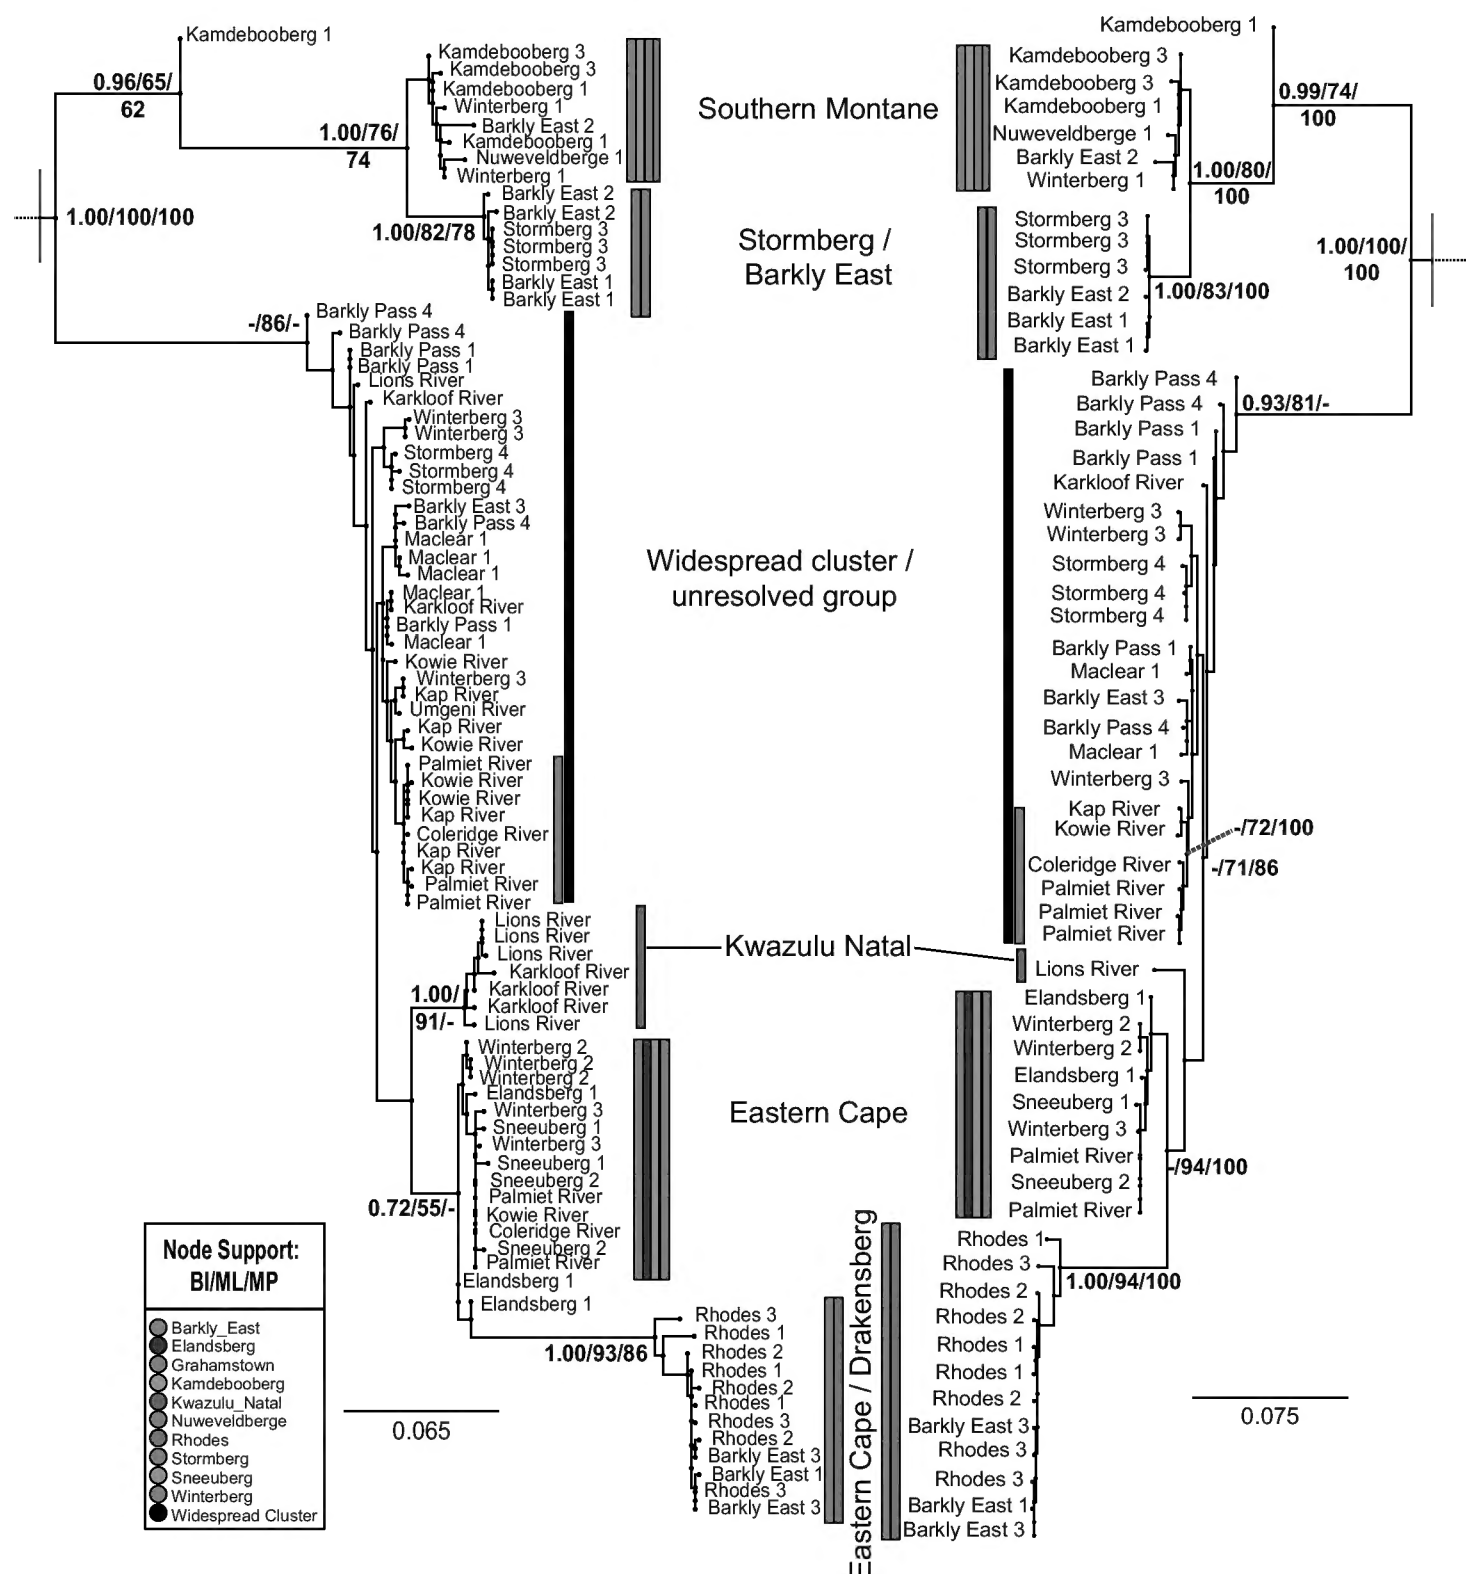 Kamdebooberg 1
0.96/65/
62
Kamdebooberg 3
Kamdebooberg 3
Kamdebooberg 1
Winterberg 1
Barkly East 2
Kamdebooberg 1
Nuweveldberge 1
Winterberg 1
1.00/76/
74
Barkly East 2
Barkly East 2
Stormberg 3
Stormberg 3
Stormberg 3
Barkly East 1
Barkly East 1
1.00/82/78
1.00/100/100
-/86/-
Barkly Pass 4
Barkly Pass 4
Barkly Pass 1
Barkly Pass 1
Lions River
Karkloof River
Winterberg 3
Winterberg 3
Stormberg 4
Stormberg 4
Stormberg 4
Barkly East 3
Barkly Pass 4
Maclear 1
Maclear 1
Maclear 1
Maclear 1
Karkloof River
Barkly Pass 1
Maclear 1
Kowie River
Winterberg 3
Kap River
Umgeni River
Kap River
Kowie River
Palmiet River
Kowie River
Kowie River
Kap River
Coleridge River
Kap River
Kap River
Palmiet River
Palmiet River
Lions River
Lions River
Lions River
Karkloof River
Karkloof River
Karkloof River
Lions River
1.00/
91/-
Winterberg 2
Winterberg 2
Winterberg 2
Elandsberg 1
Winterberg 3
Sneeuberg 1
Winterberg 3
Sneeuberg 1
Sneeuberg 2
Palmiet River
Kowie River
Coleridge River
Sneeuberg 2
Palmiet River
Elandsberg 1
Elandsberg 1
0.72/55/-
Rhodes 3
Rhodes 1
Rhodes 2
Rhodes 1
Rhodes 2
Rhodes 1
Rhodes 3
Rhodes 2
Barkly East 3
Barkly East 1
Rhodes 3
Barkly East 3
1.00/93/86
0.065
Node Support:
BI/ML/MP
Barkly_East
Elandsberg
Grahamstown
Kamdebooberg
Kwazulu_Natal
Nuweveldberge
Rhodes
Stormberg
Sneeuberg
Winterberg
Widespread Cluster
Southern Montane
Stormberg /
Barkly East
Widespread cluster /
unresolved group
Kwazulu Natal
Eastern Cape
Eastern Cape / Drakensberg
Kamdebooberg 1
Kamdebooberg 3
Kamdebooberg 3
Kamdebooberg 1
Nuweveldberge 1
Barkly East 2
Winterberg 1
0.99/74/
100
1.00/80/
100
Stormberg 3
Stormberg 3
Stormberg 3
Barkly East 2
Barkly East 1
Barkly East 1
1.00/83/100
1.00/100/
100
Barkly Pass 4
Barkly Pass 4
Barkly Pass 1
Barkly Pass 1
Karkloof River
0.93/81/-
Winterberg 3
Winterberg 3
Stormberg 4
Stormberg 4
Stormberg 4
Barkly Pass 1
Maclear 1
Barkly East 3
Barkly Pass 4
Maclear 1
Winterberg 3
Kap River
Kowie River
Coleridge River
Palmiet River
Palmiet River
Palmiet River
-/72/100
-/71/86
Lions River
Elandsberg 1
Winterberg 2
Winterberg 2
Elandsberg 1
Sneeuberg 1
Winterberg 3
Palmiet River
Sneeuberg 2
Palmiet River
-/94/100
Rhodes 1
Rhodes 3
Rhodes 2
Rhodes 2
Rhodes 1
Rhodes 1
Rhodes 2
Barkly East 3
Rhodes 3
Rhodes 3
Barkly East 1
Barkly East 3
1.00/94/100
0.075